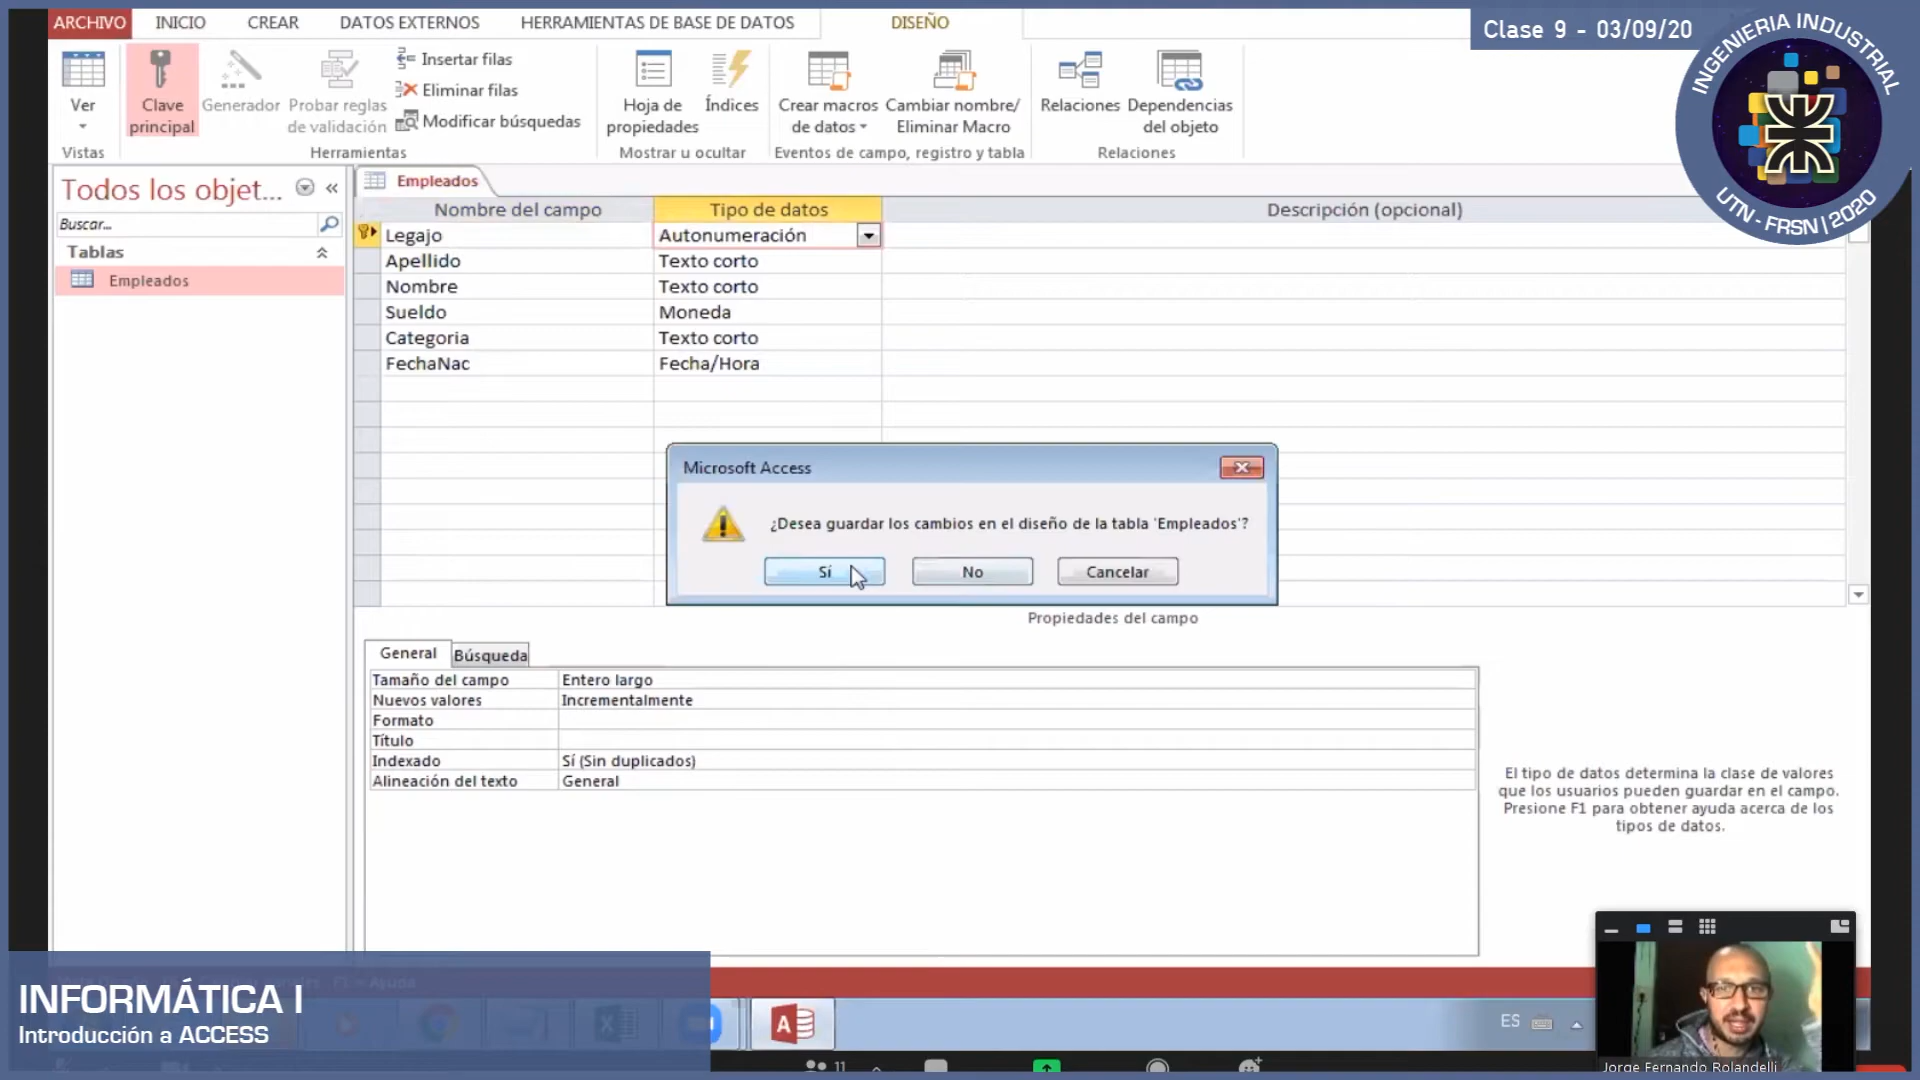 ARCHIVO INICIO CREAR DATOS EXTERNOS HERRAMIENTAS DE BASE DE DATOS DISEÑO
Clase 9 - 03/09/20
INGENIERIA INDUSTRIAL
UTN - FRSN | 2020
Ver
Clave principal
Generador
Probar reglas de validación
Insertar filas
Eliminar filas
Modificar búsquedas
Hoja de propiedades
Índices
Crear macros de datos
Cambiar nombre/ Eliminar Macro
Relaciones
Dependencias del objeto
Vistas Herramientas Mostrar u ocultar Eventos de campo, registro y tabla Relaciones
Todos los objet... «
Buscar...
Tablas
Empleados
Empleados
Nombre del campo Tipo de datos Descripción (opcional)
Legajo Autonumeración
Apellido Texto corto
Nombre Texto corto
Sueldo Moneda
Categoria Texto corto
FechaNac Fecha/Hora
Microsoft Access
¿Desea guardar los cambios en el diseño de la tabla 'Empleados'?
Sí No Cancelar
Propiedades del campo
General Búsqueda
Tamaño del campo Entero largo
Nuevos valores Incrementalmente
Formato
Título
Indexado Sí (Sin duplicados)
Alineación del texto General
El tipo de datos determina la clase de valores
que los usuarios pueden guardar en el campo.
Presione F1 para obtener ayuda acerca de los
tipos de datos.
INFORMÁTICA I
Introducción a ACCESS
ES
11
Jorge Fernando Rolandelli